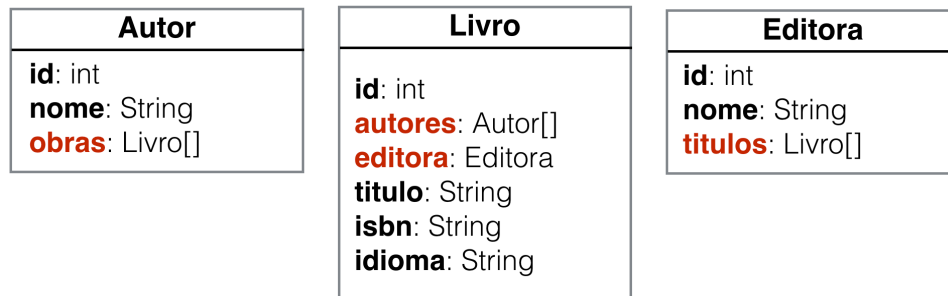 Autor
id: int
nome: String
obras: Livro[]
Livro
id: int
autores: Autor[]
editora: Editora
titulo: String
isbn: String
idioma: String
Editora
id: int
nome: String
titulos: Livro[]